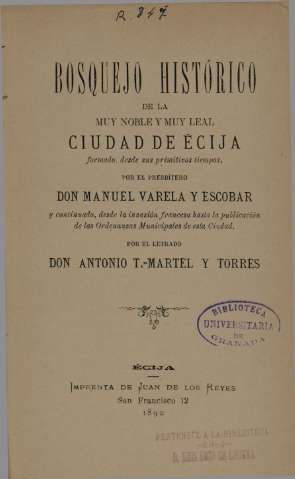 R. 847
BOSQUEJO HISTÓRICO
DE LA
MUY NOBLE Y MUY LEAL
CIUDAD DE ÉCIJA
formado desde sus primitivos tiempos,
POR EL PRESBÍTERO
DON MANUEL VARELA Y ESCOBAR
y continuado, desde la invasión francesa hasta la publicación
de las Ordenanzas Municipales de esta Ciudad,
POR EL LETRADO
DON ANTONIO T.-MARTEL Y TORRES
BIBLIOTECA
UNIVERSITARIA
DE
GRANADA
ÉCIJA
IMPRENTA DE JUAN DE LOS REYES
San Francisco 12
1892
PERTENECE A LA BIBLIOTECA